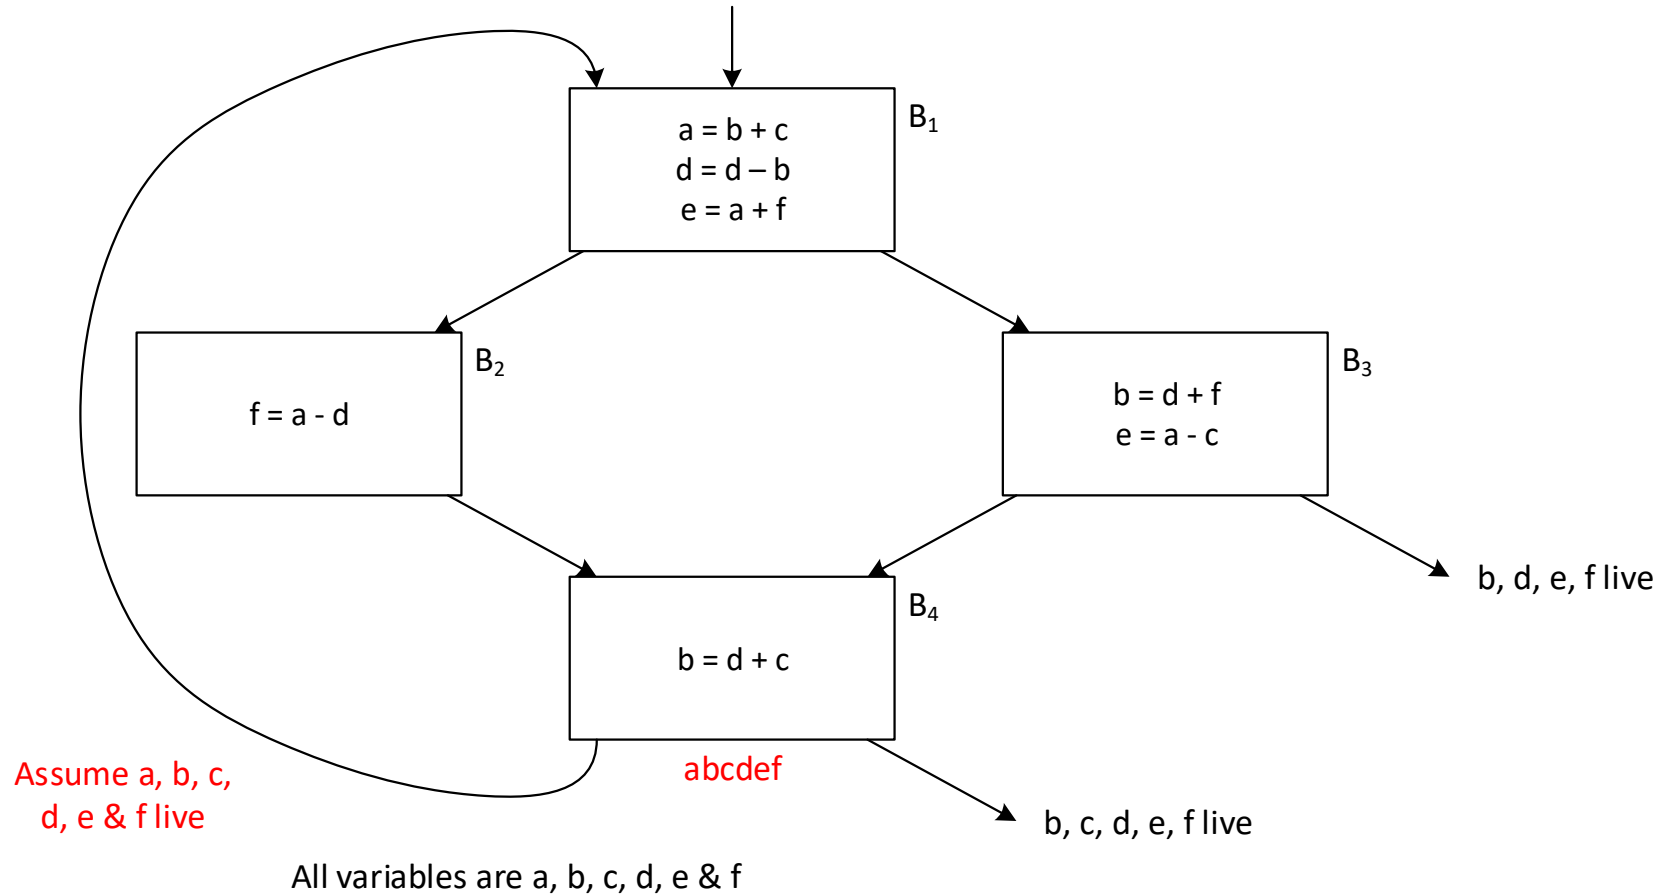 B₁
a = b + c
d = d – b
e = a + f
B₂
f = a - d
B₃
b = d + f
e = a - c
b, d, e, f live
B₄
b = d + c
abcdef
Assume a, b, c,
d, e & f live
b, c, d, e, f live
All variables are a, b, c, d, e & f